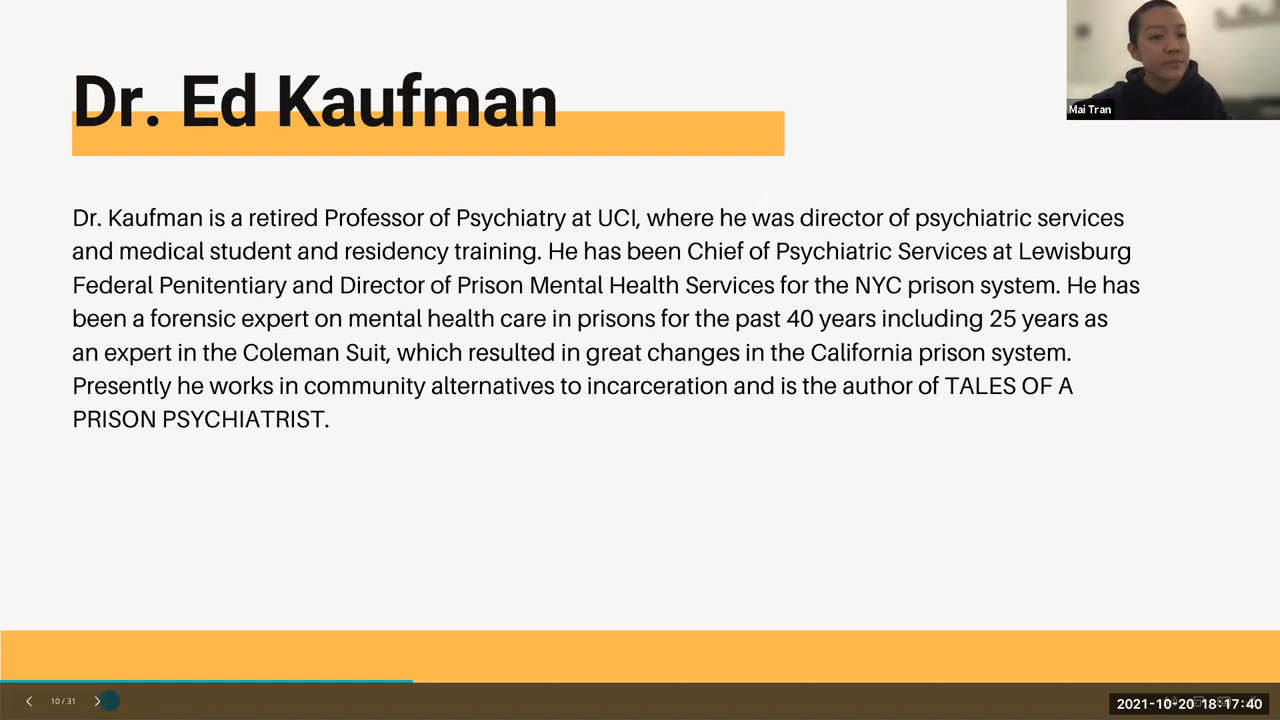 Dr. Ed Kaufman
Mai Tran
Dr. Kaufman is a retired Professor of Psychiatry at UCI, where he was director of psychiatric services
and medical student and residency training. He has been Chief of Psychiatric Services at Lewisburg
Federal Penitentiary and Director of Prison Mental Health Services for the NYC prison system. He has
been a forensic expert on mental health care in prisons for the past 40 years including 25 years as
an expert in the Coleman Suit, which resulted in great changes in the California prison system.
Presently he works in community alternatives to incarceration and is the author of TALES OF A
PRISON PSYCHIATRIST.
10 / 31
2021-10-20 18:17:40